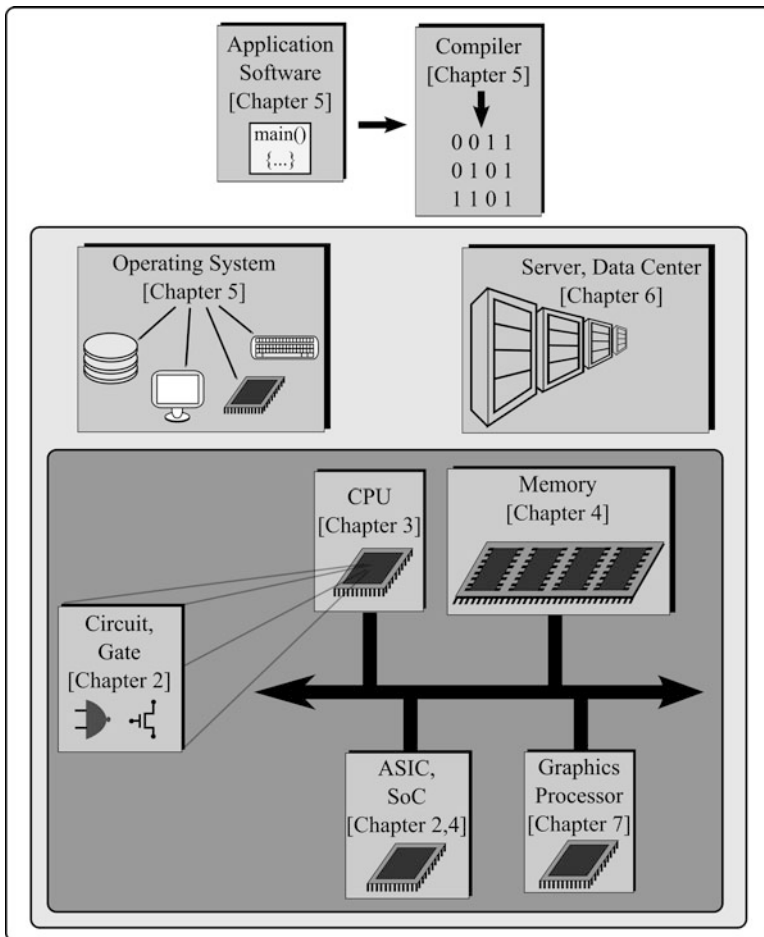 Application
Software
[Chapter 5]
main()
{...}
Compiler
[Chapter 5]
0 0 1 1
0 1 0 1
1 1 0 1
Operating System
[Chapter 5]
Server, Data Center
[Chapter 6]
CPU
[Chapter 3]
Memory
[Chapter 4]
Circuit,
Gate
[Chapter 2]
ASIC,
SoC
[Chapter 2,4]
Graphics
Processor
[Chapter 7]